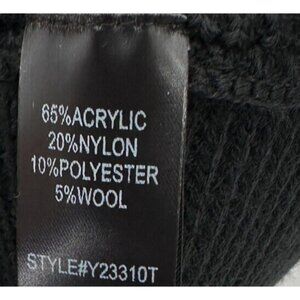 65%ACRYLIC
20%NYLON
10%POLYESTER
5%WOOL
STYLE#Y23310T